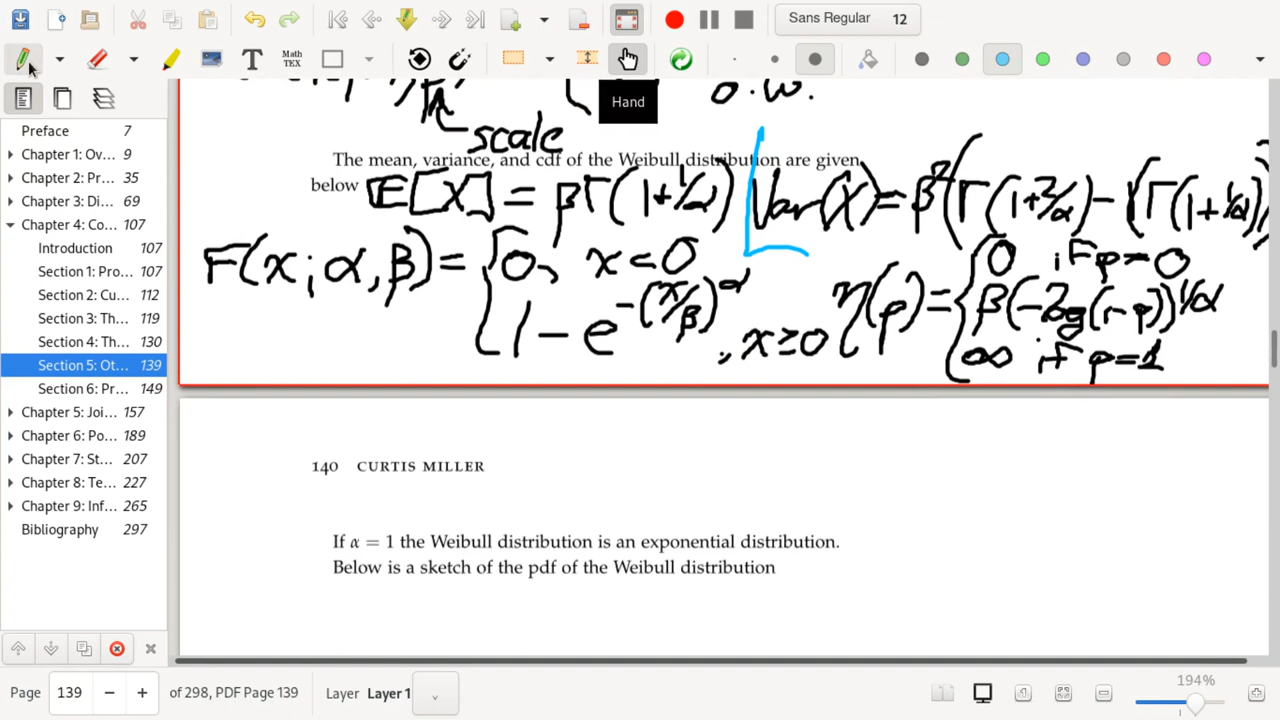 Sans Regular 12
T Math TEX
Hand
o.w.
scale
Preface 7
Chapter 1: Ov... 9
Chapter 2: Pr... 35
Chapter 3: Di... 69
Chapter 4: Co... 107
Introduction 107
Section 1: Pro... 107
Section 2: Cu... 112
Section 3: Th... 119
Section 4: Th... 130
Section 5: Ot... 139
Section 6: Pr... 149
Chapter 5: Joi... 157
Chapter 6: Po... 189
Chapter 7: St... 207
Chapter 8: Te... 227
Chapter 9: Inf... 265
Bibliography 297
The mean, variance, and cdf of the Weibull distribution are given
below E[X] = βΓ(1+1/α) Var(X) = β²(Γ(1+2/α) − (Γ(1+1/α))
F(x; α, β) = { 0, x < 0
1 − e^−(x/β)^α , x ≥ 0
η(p) = { 0 if p = 0
β(−log(1−p))^1/α
∞ if p = 1
140 CURTIS MILLER
If α = 1 the Weibull distribution is an exponential distribution.
Below is a sketch of the pdf of the Weibull distribution
Page 139 − + of 298, PDF Page 139 Layer Layer 1 194%